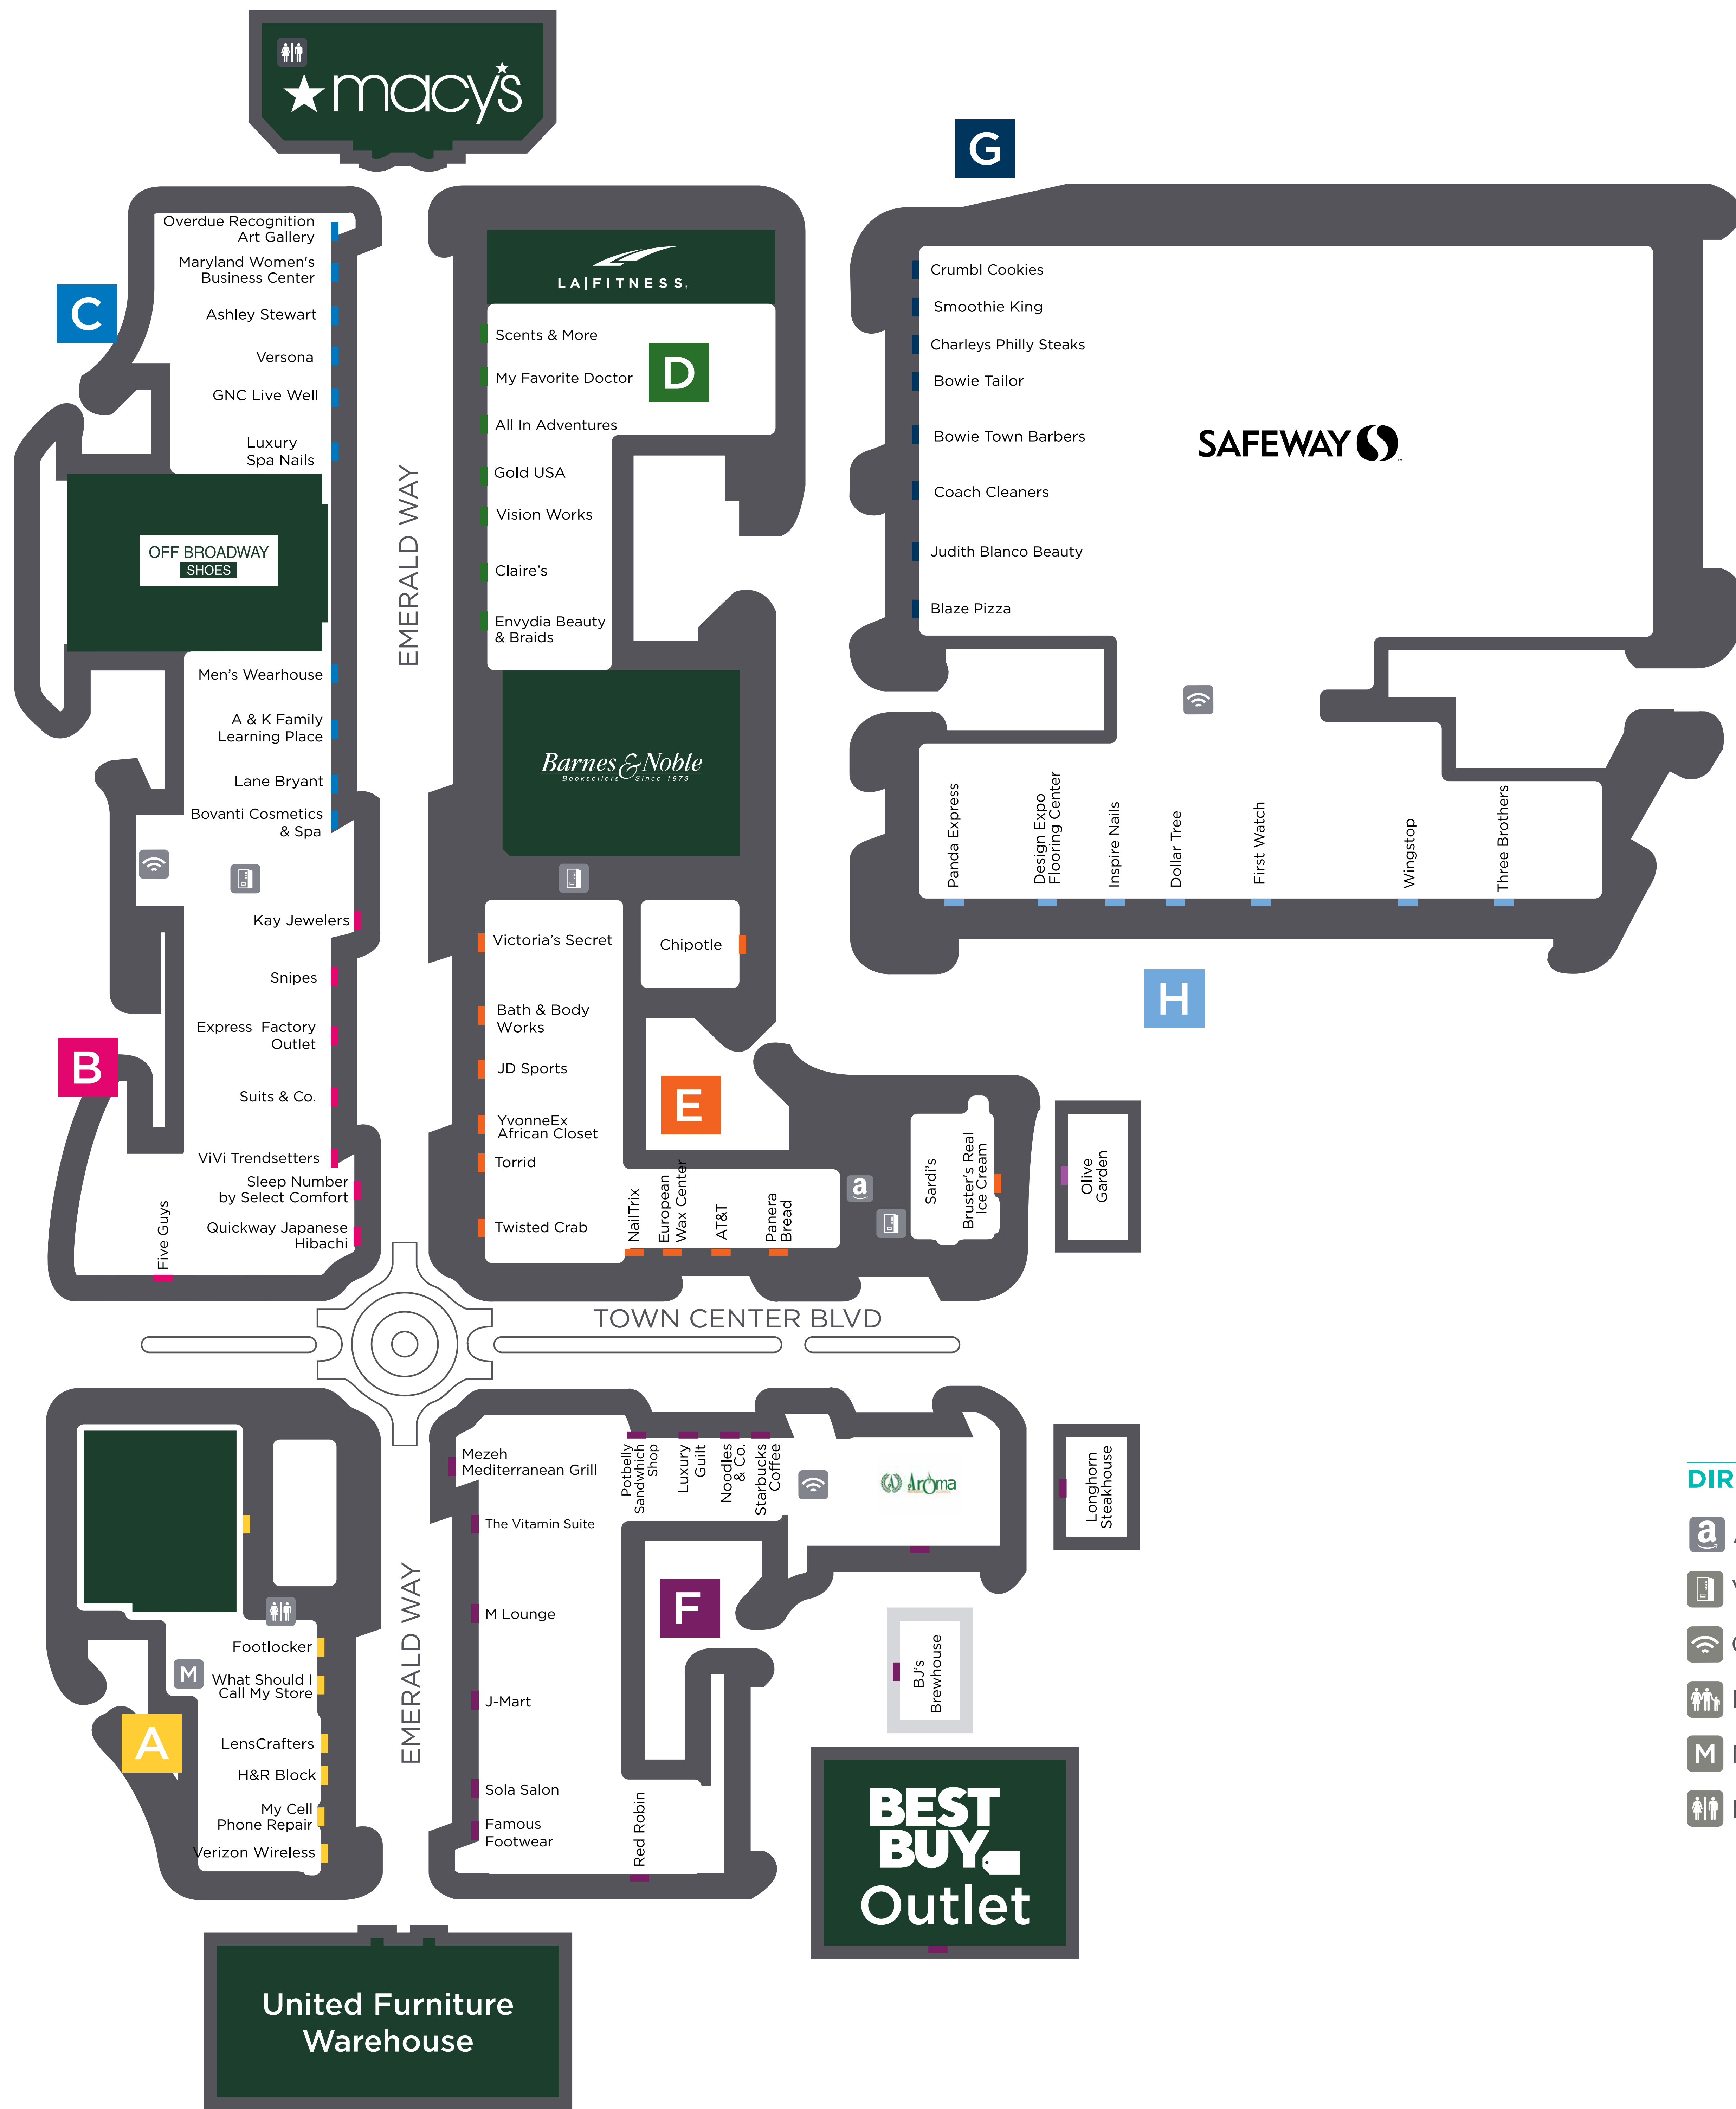 macy's
G
Overdue Recognition
Art Gallery
Maryland Women's
Business Center
C
Ashley Stewart
Versona
GNC Live Well
Luxury
Spa Nails
OFF BROADWAY
SHOES
Men's Wearhouse
A & K Family
Learning Place
Lane Bryant
Bovanti Cosmetics
& Spa
EMERALD WAY
LA|FITNESS.
Scents & More
My Favorite Doctor
D
All In Adventures
Gold USA
Vision Works
Claire's
Envydia Beauty
& Braids
Barnes & Noble
Booksellers Since 1873
Crumbl Cookies
Smoothie King
Charleys Philly Steaks
Bowie Tailor
Bowie Town Barbers
Coach Cleaners
Judith Blanco Beauty
Blaze Pizza
SAFEWAY
Panda Express
Design Expo
Flooring Center
Inspire Nails
Dollar Tree
First Watch
Wingstop
Three Brothers
H
Kay Jewelers
Snipes
Express Factory
Outlet
B
Suits & Co.
ViVi Trendsetters
Sleep Number
by Select Comfort
Quickway Japanese
Hibachi
Five Guys
Victoria's Secret
Chipotle
Bath & Body
Works
JD Sports
E
YvonneEx
African Closet
Torrid
Twisted Crab
NailTrix
European
Wax Center
AT&T
Panera
Bread
a
Sardi's
Bruster's Real
Ice Cream
Olive
Garden
TOWN CENTER BLVD
Mezeh
Mediterranean Grill
Potbelly
Sandwhich
Shop
Luxury
Guilt
Noodles
& Co.
Starbucks
Coffee
Aroma
Longhorn
Steakhouse
The Vitamin Suite
EMERALD WAY
F
M Lounge
J-Mart
Sola Salon
Famous
Footwear
Red Robin
BJ's
Brewhouse
Footlocker
M
What Should I
Call My Store
A
LensCrafters
H&R Block
My Cell
Phone Repair
Verizon Wireless
BEST
BUY
Outlet
United Furniture
Warehouse
DIR
a
M